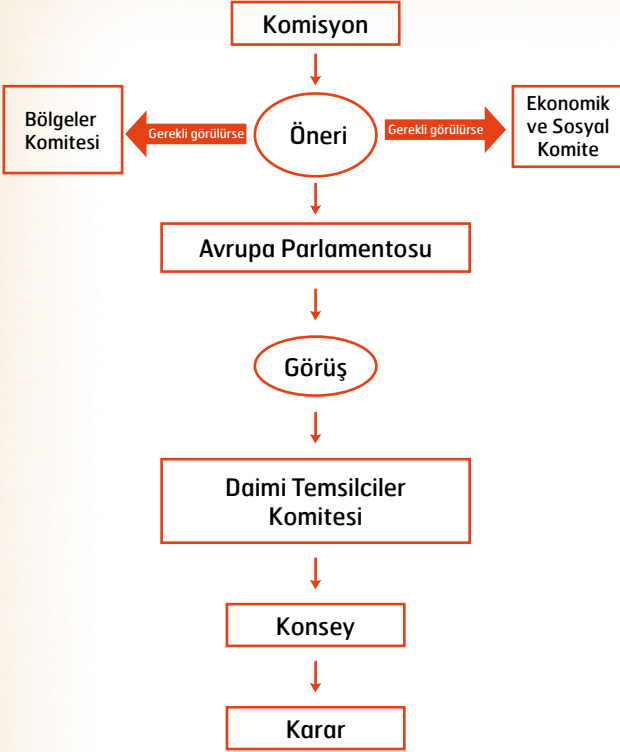 Komisyon
Bölgeler
Komitesi
Gerekli görülürse
Öneri
Gerekli görülürse
Ekonomik
ve Sosyal
Komite
Avrupa Parlamentosu
Görüş
Daimi Temsilciler
Komitesi
Konsey
Karar